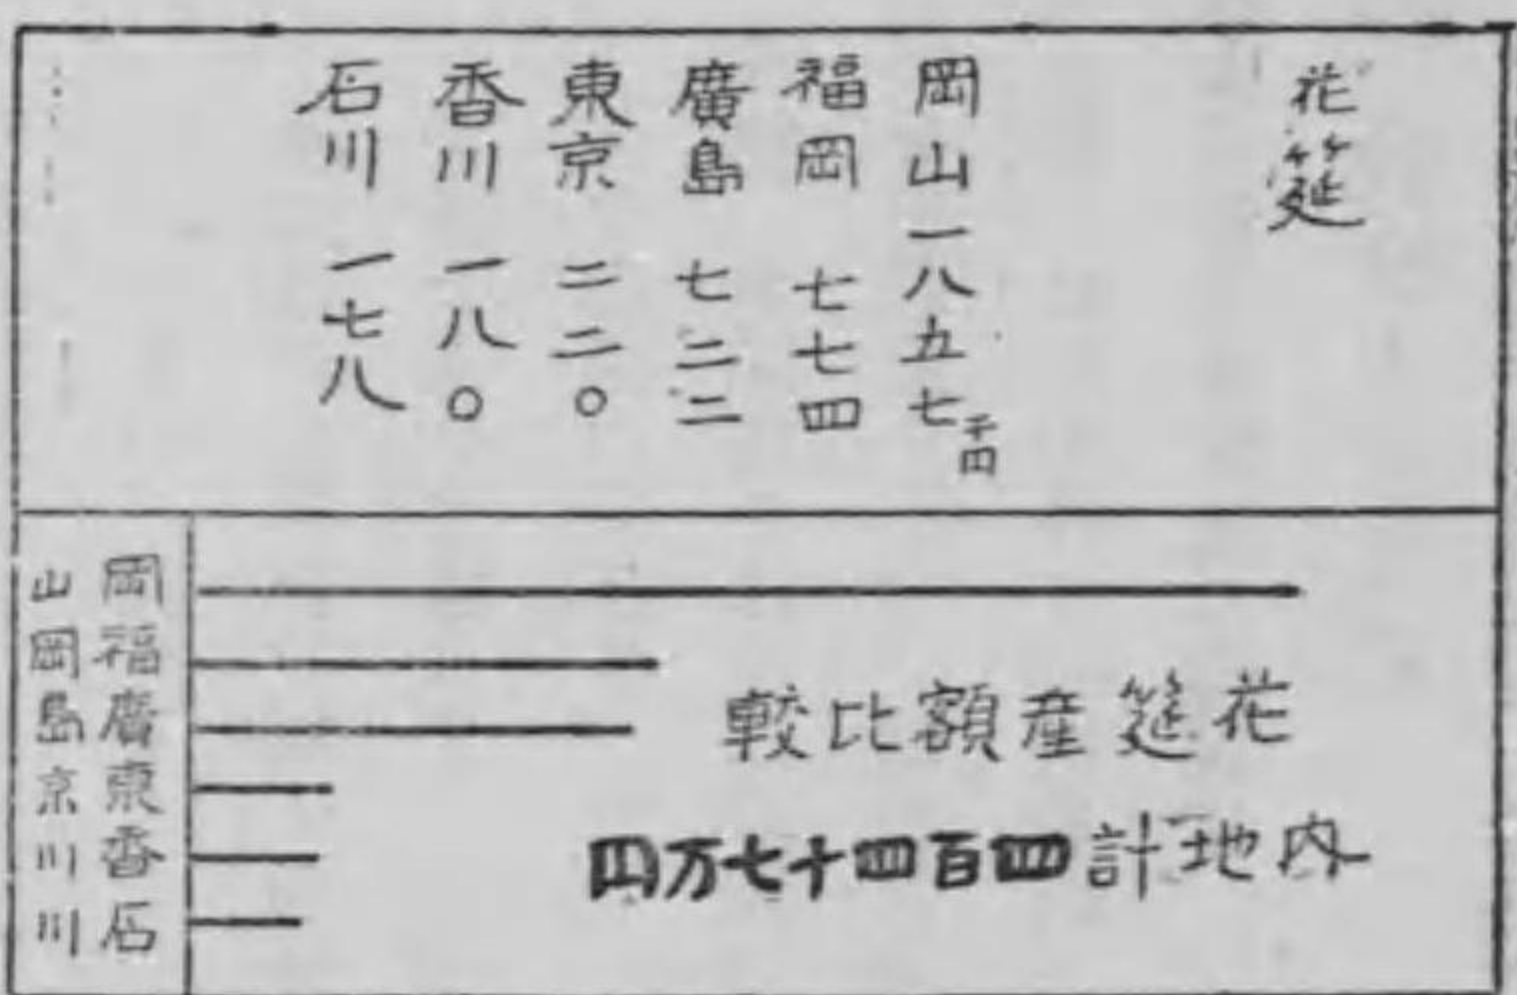 花筵
岡山一八五七千円
福岡 七七四
廣島 七二二
東京 二二〇
香川 一八〇
石川 一七八
岡山
福岡
廣島
東京
香川
石川
花筵産額比較
内地計四百四十七万円